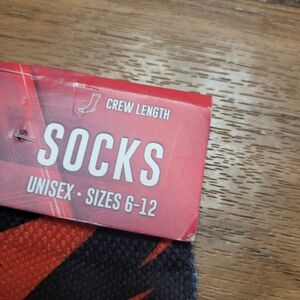 CREW LENGTH
SOCKS
UNISEX • SIZES 6-12